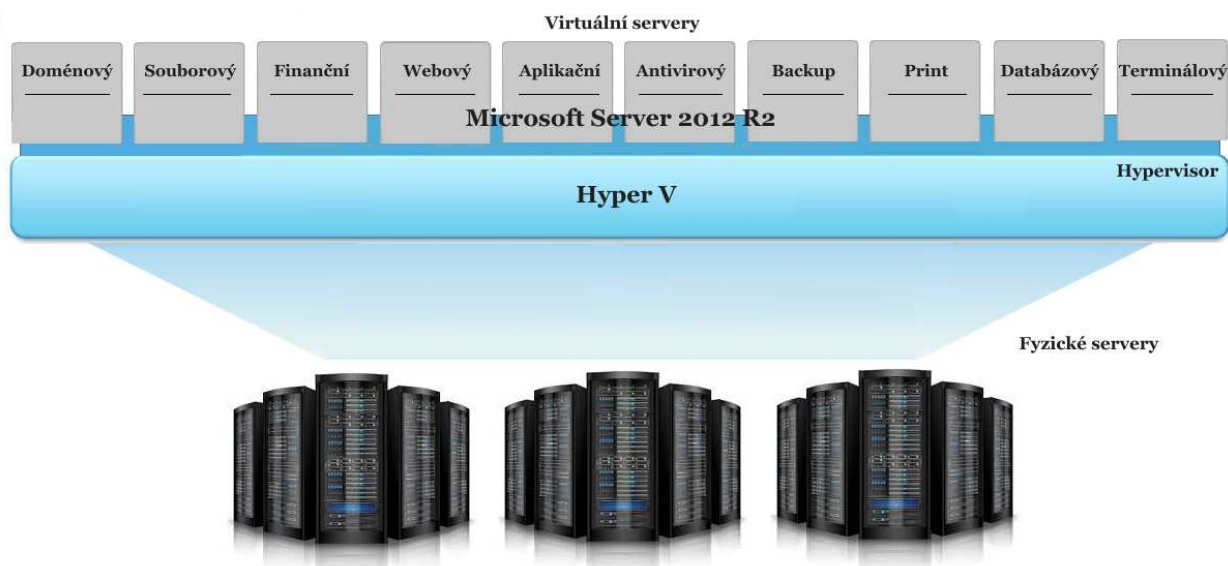 Virtuální servery
Doménový
Souborový
Finanční
Webový
Aplikační
Antivirový
Backup
Print
Databázový
Terminálový
Microsoft Server 2012 R2
Hypervisor
Hyper V
Fyzické servery